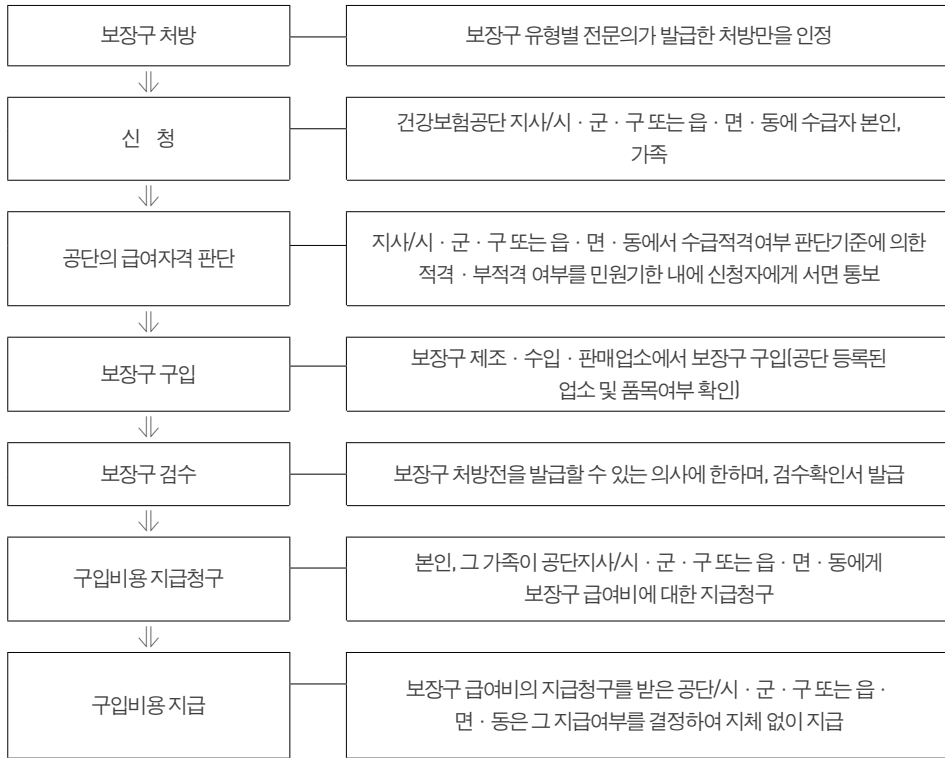 보장구 처방
보장구 유형별 전문의가 발급한 처방만을 인정
신 청
건강보험공단 지사/시 · 군 · 구 또는 읍 · 면 · 동에 수급자 본인,
가족
공단의 급여자격 판단
지사/시 · 군 · 구 또는 읍 · 면 · 동에서 수급적격여부 판단기준에 의한
적격 · 부적격 여부를 민원기한 내에 신청자에게 서면 통보
보장구 구입
보장구 제조 · 수입 · 판매업소에서 보장구 구입(공단 등록된
업소 및 품목여부 확인)
보장구 검수
보장구 처방전을 발급할 수 있는 의사에 한하며, 검수확인서 발급
구입비용 지급청구
본인, 그 가족이 공단지사/시 · 군 · 구 또는 읍 · 면 · 동에게
보장구 급여비에 대한 지급청구
구입비용 지급
보장구 급여비의 지급청구를 받은 공단/시 · 군 · 구 또는 읍 ·
면 · 동은 그 지급여부를 결정하여 지체 없이 지급